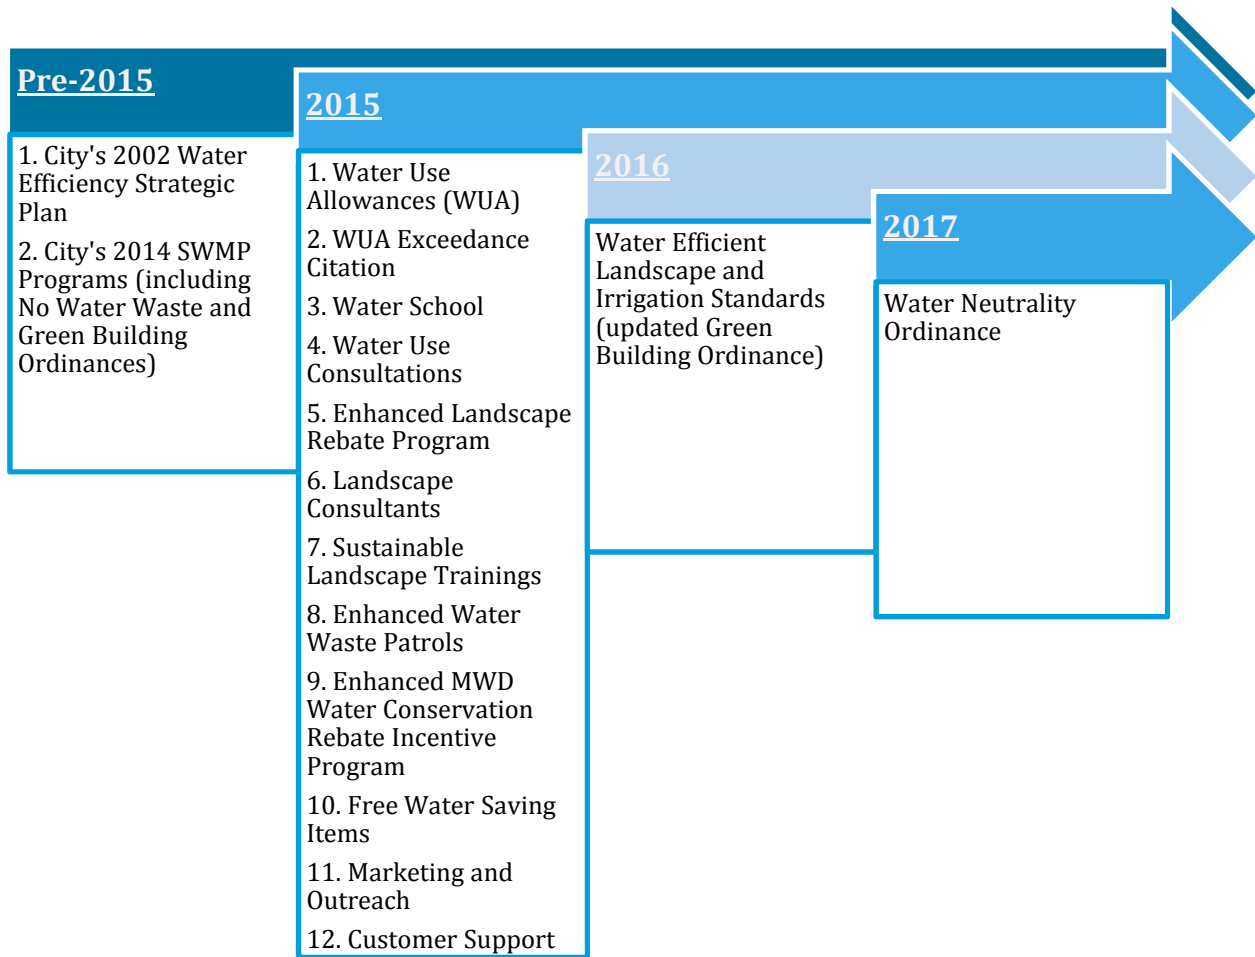 Pre-2015
1. City's 2002 Water
Efficiency Strategic
Plan
2. City's 2014 SWMP
Programs (including
No Water Waste and
Green Building
Ordinances)
2015
1. Water Use
Allowances (WUA)
2. WUA Exceedance
Citation
3. Water School
4. Water Use
Consultations
5. Enhanced Landscape
Rebate Program
6. Landscape
Consultants
7. Sustainable
Landscape Trainings
8. Enhanced Water
Waste Patrols
9. Enhanced MWD
Water Conservation
Rebate Incentive
Program
10. Free Water Saving
Items
11. Marketing and
Outreach
12. Customer Support
2016
Water Efficient
Landscape and
Irrigation Standards
(updated Green
Building Ordinance)
2017
Water Neutrality
Ordinance